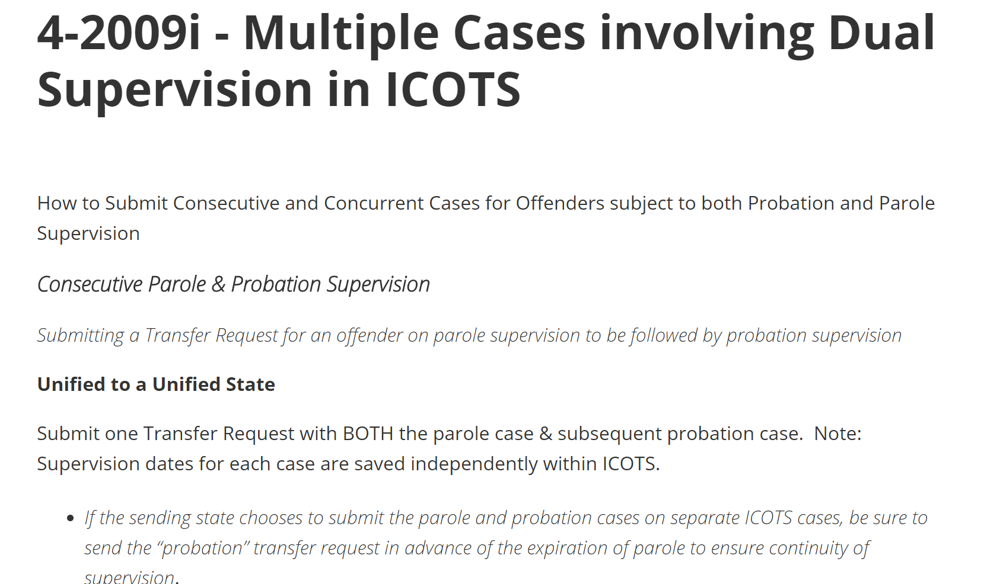 4-2009i - Multiple Cases involving Dual
Supervision in ICOTS
How to Submit Consecutive and Concurrent Cases for Offenders subject to both Probation and Parole
Supervision
Consecutive Parole & Probation Supervision
Submitting a Transfer Request for an offender on parole supervision to be followed by probation supervision
Unified to a Unified State
Submit one Transfer Request with BOTH the parole case & subsequent probation case.  Note:
Supervision dates for each case are saved independently within ICOTS.
• If the sending state chooses to submit the parole and probation cases on separate ICOTS cases, be sure to
send the “probation” transfer request in advance of the expiration of parole to ensure continuity of
supervision.